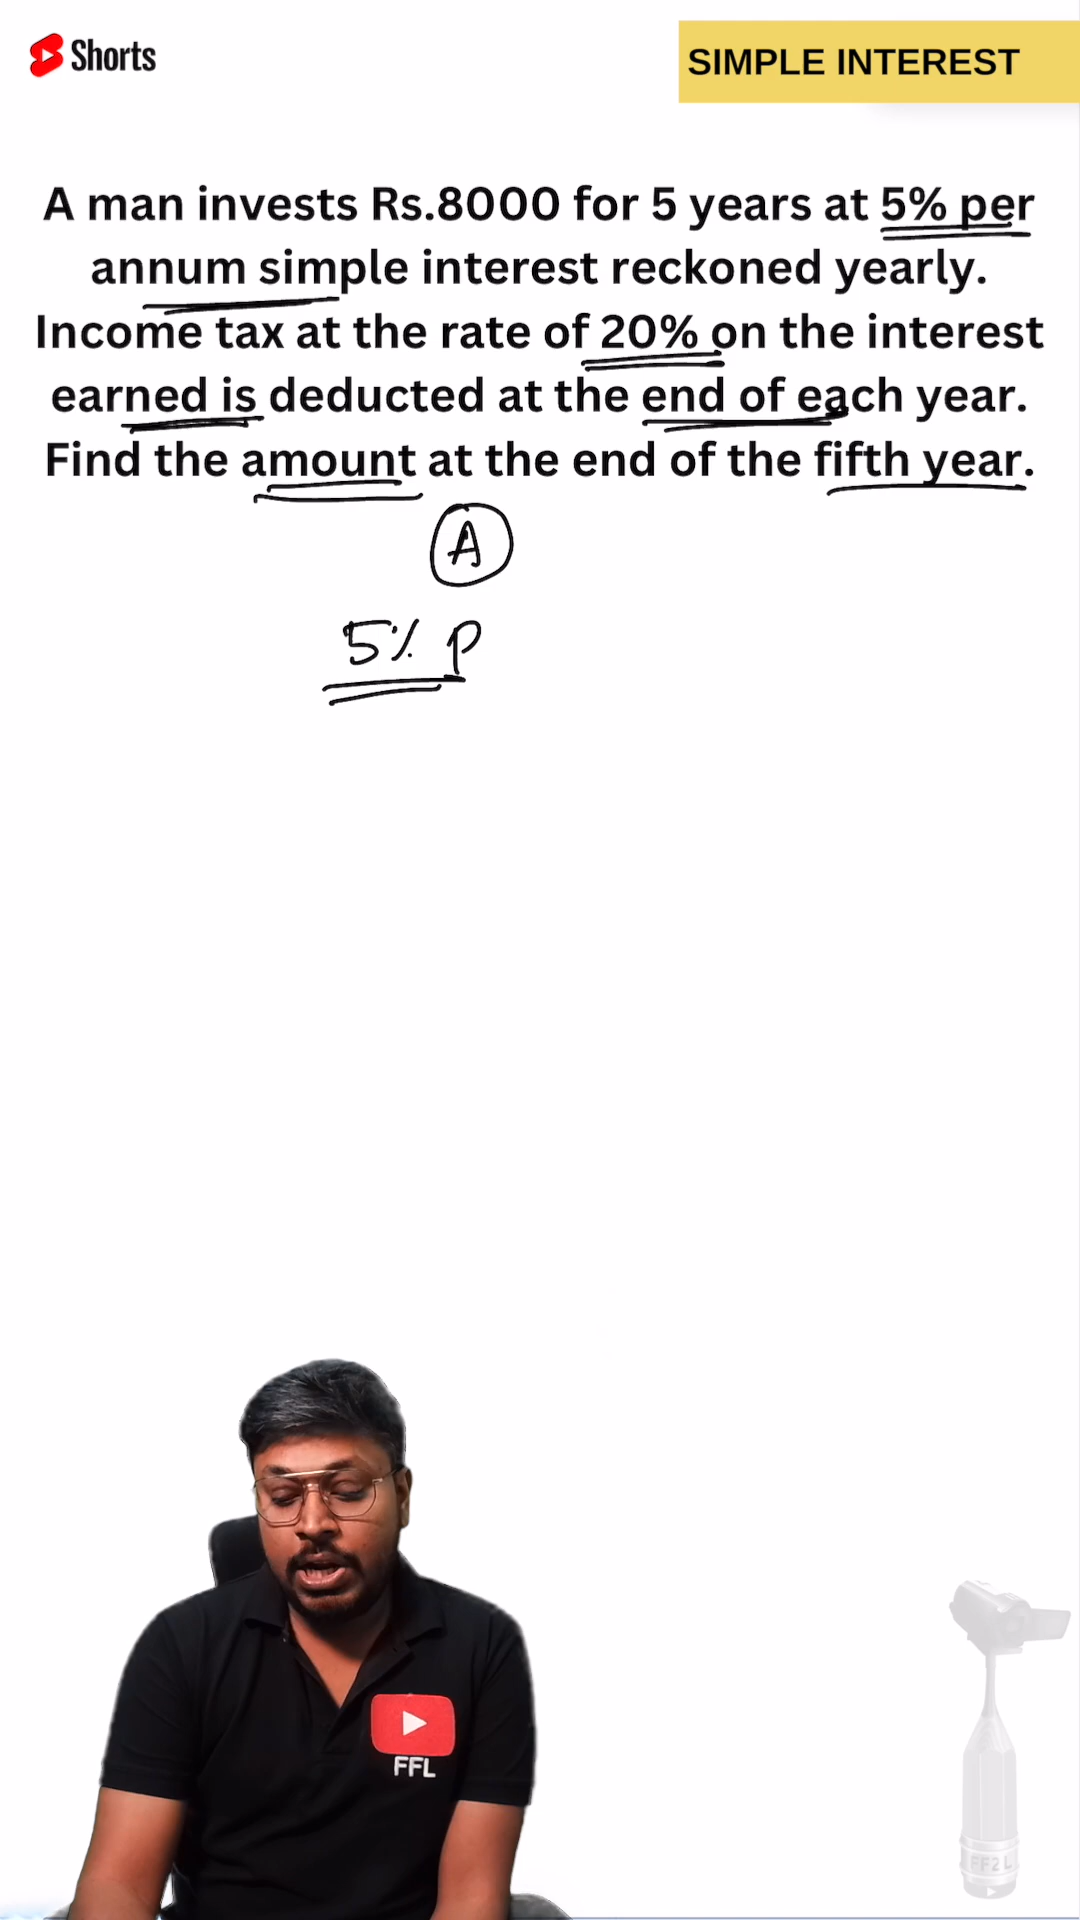 Shorts
SIMPLE INTEREST
A man invests Rs.8000 for 5 years at 5% per
annum simple interest reckoned yearly.
Income tax at the rate of 20% on the interest
earned is deducted at the end of each year.
Find the amount at the end of the fifth year.
A
5% P
FFL
FF2L